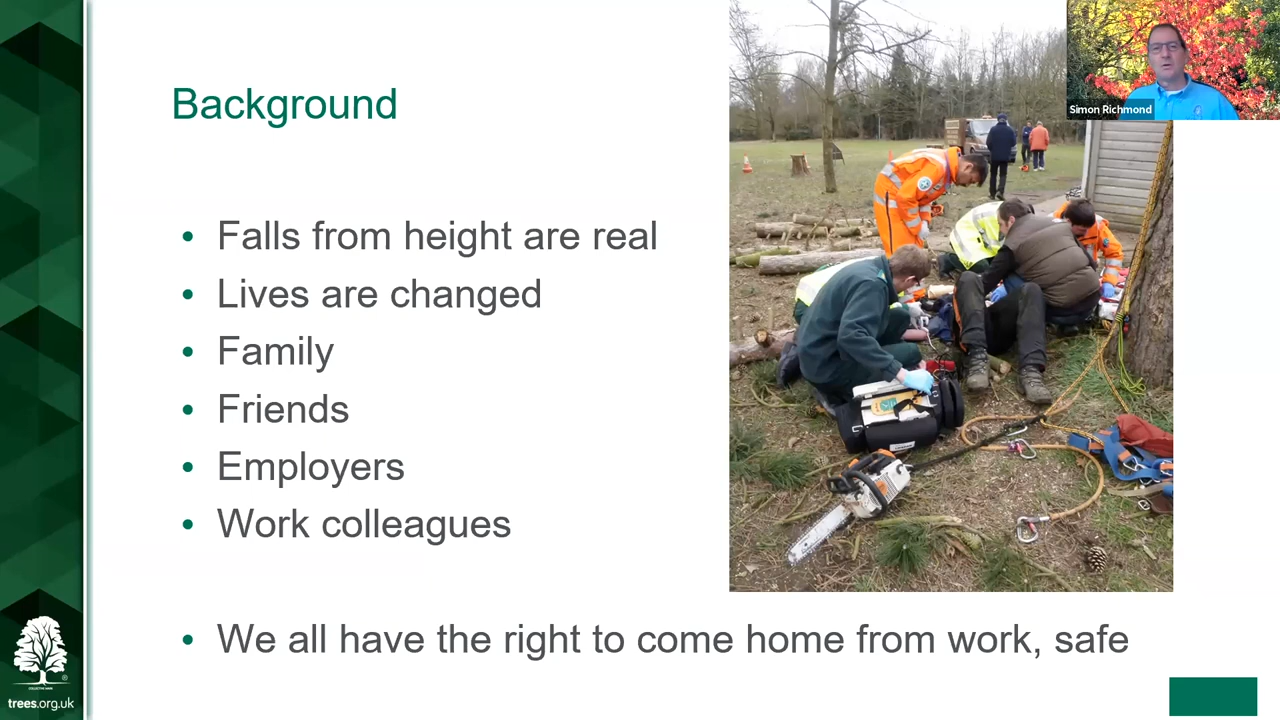 Simon Richmond
Background
Falls from height are real
Lives are changed
Family
Friends
Employers
Work colleagues
We all have the right to come home from work, safe
trees.org.uk